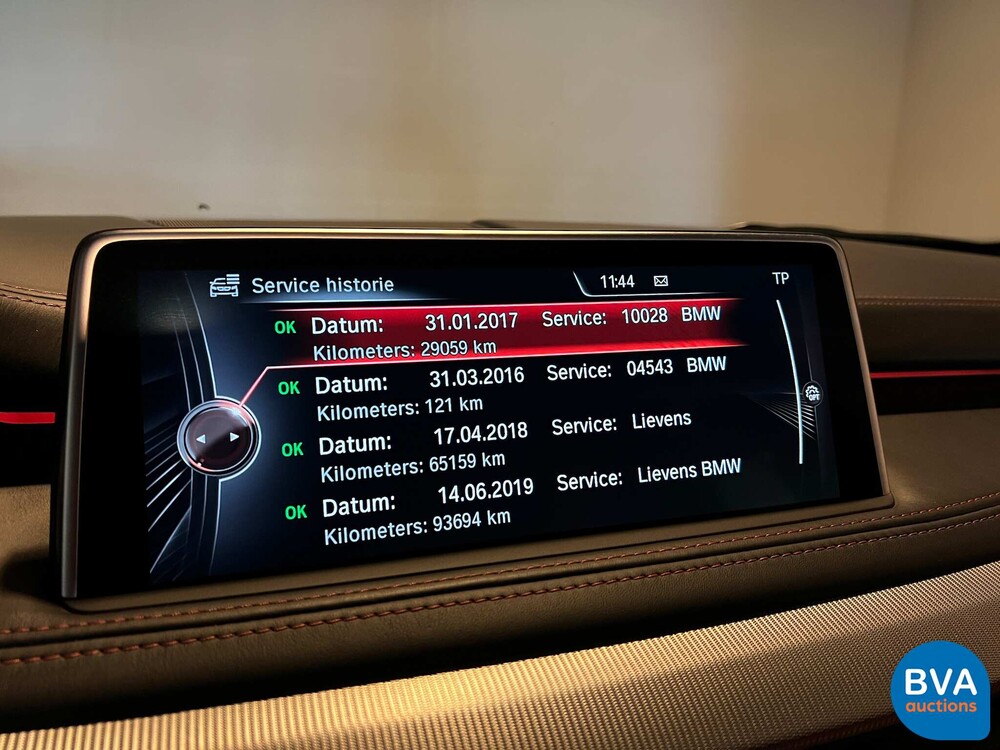 Service historie 11:44 TP
OK Datum: 31.01.2017 Service: 10028 BMW
Kilometers: 29059 km
OK Datum: 31.03.2016 Service: 04543 BMW
Kilometers: 121 km
OK Datum: 17.04.2018 Service: Lievens
Kilometers: 65159 km
OK Datum: 14.06.2019 Service: Lievens BMW
Kilometers: 93694 km
OPT
BVA
auctions